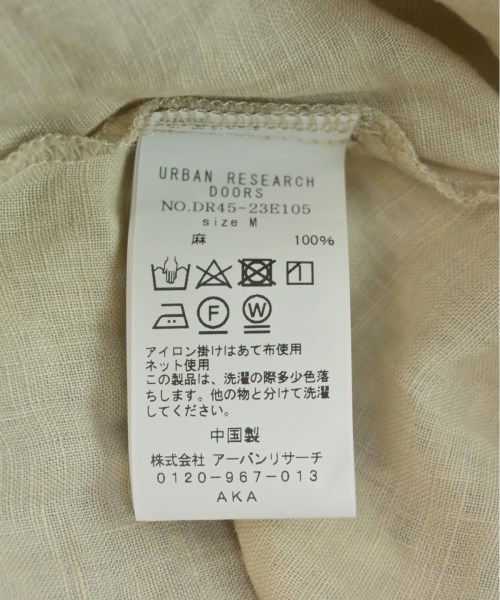 URBAN RESEARCH
DOORS
NO.DR45-23E105
size M
麻 100%
F W
アイロン掛けはあて布使用
ネット使用
この製品は、洗濯の際多少色落
ちします。他の物と分けて洗濯
してください。
中国製
株式会社 アーバンリサーチ
0120-967-013
AKA